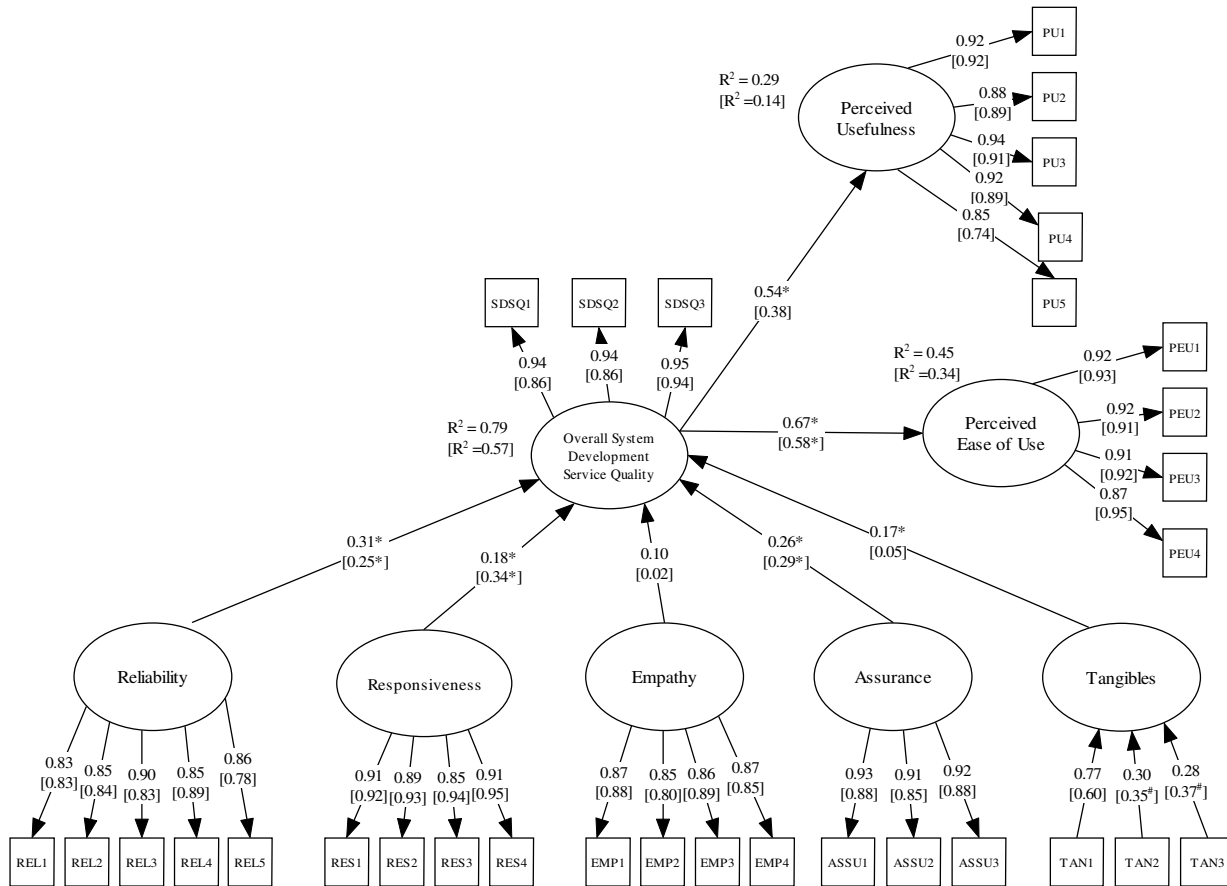 PU1
0.92
[0.92]
R² = 0.29
[R² =0.14]
Perceived
Usefulness
0.88
[0.89]
PU2
0.94
[0.91]
PU3
0.92
[0.89]
PU4
0.85
[0.74]
PU5
SDSQ1
SDSQ2
SDSQ3
0.54*
[0.38]
0.94
[0.86]
0.94
[0.86]
0.95
[0.94]
R² = 0.45
[R² =0.34]
Perceived
Ease of Use
0.92
[0.93]
PEU1
0.92
[0.91]
PEU2
0.91
[0.92]
PEU3
0.87
[0.95]
PEU4
R² = 0.79
[R² =0.57]
Overall System
Development
Service Quality
0.67*
[0.58*]
0.31*
[0.25*]
0.18*
[0.34*]
0.10
[0.02]
0.26*
[0.29*]
0.17*
[0.05]
Reliability
Responsiveness
Empathy
Assurance
Tangibles
0.83
[0.83]
0.85
[0.84]
0.90
[0.83]
0.85
[0.89]
0.86
[0.78]
0.91
[0.92]
0.89
[0.93]
0.85
[0.94]
0.91
[0.95]
0.87
[0.88]
0.85
[0.80]
0.86
[0.89]
0.87
[0.85]
0.93
[0.88]
0.91
[0.85]
0.92
[0.88]
0.77
[0.60]
0.30
[0.35#]
0.28
[0.37#]
REL1
REL2
REL3
REL4
REL5
RES1
RES2
RES3
RES4
EMP1
EMP2
EMP3
EMP4
ASSU1
ASSU2
ASSU3
TAN1
TAN2
TAN3